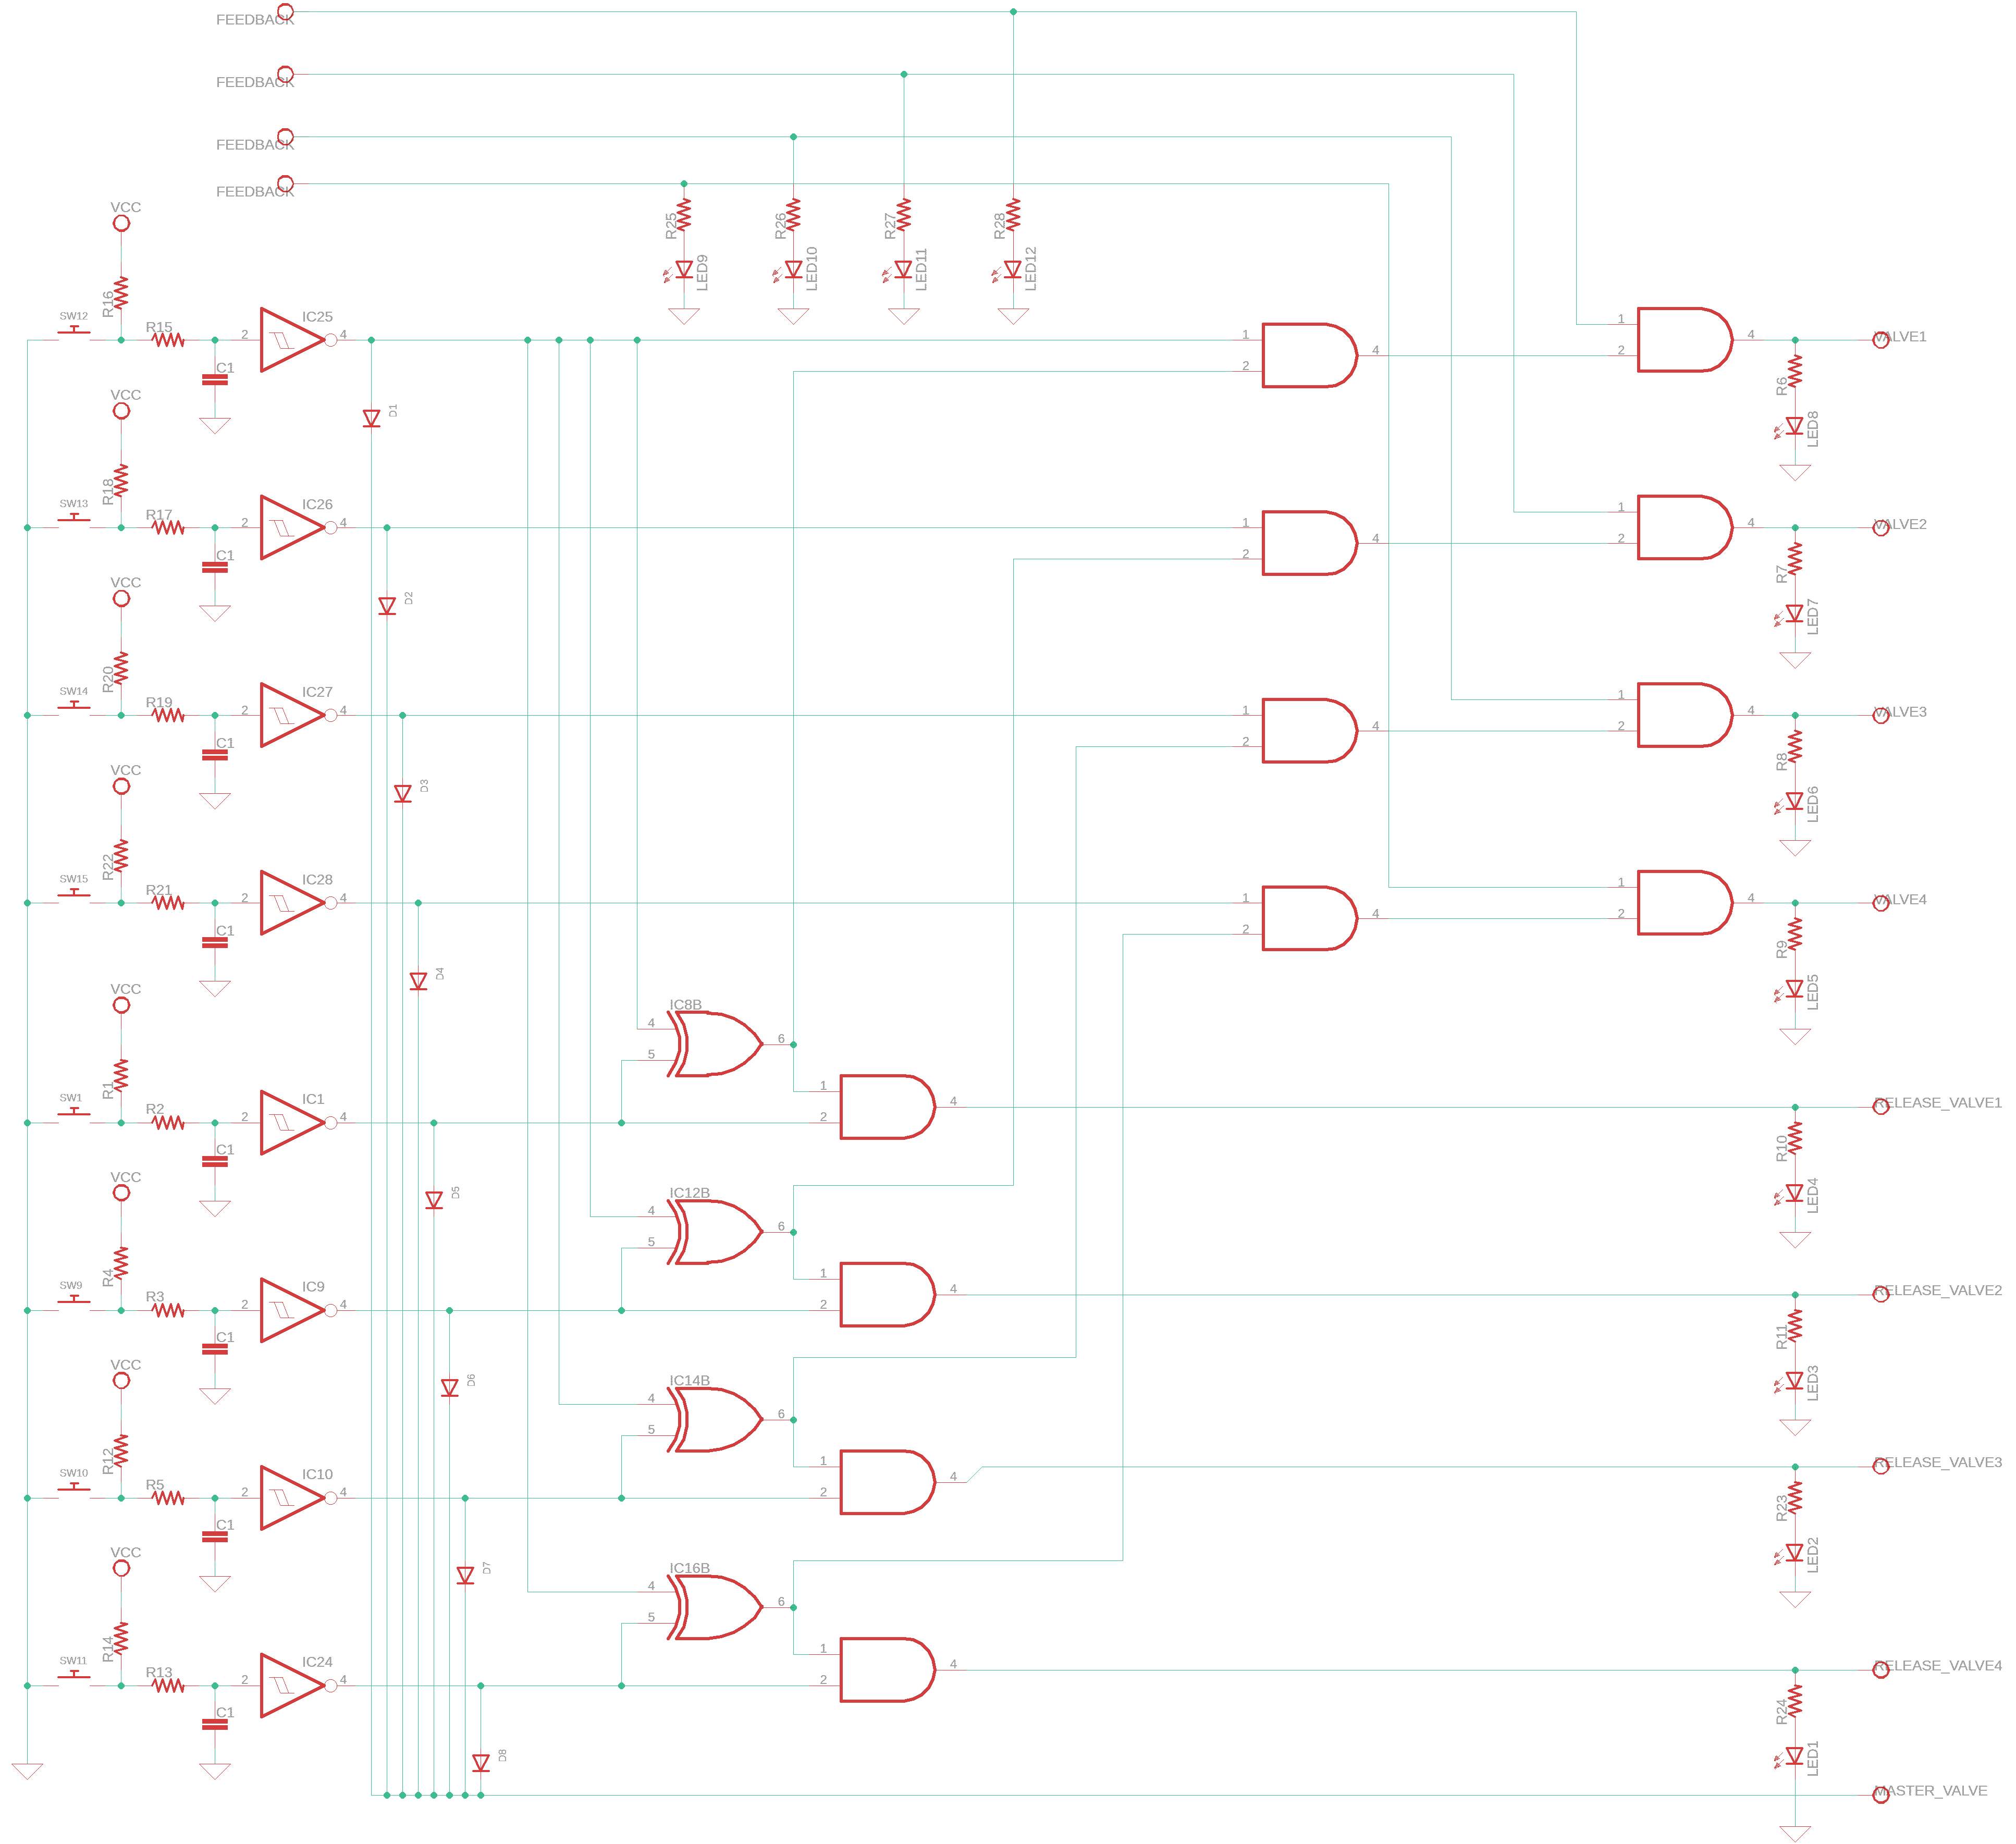 FEEDBACK
FEEDBACK
FEEDBACK
FEEDBACK
VCC
R25
R26
R27
R28
LED9
LED10
LED11
LED12
R16
SW12
R15
2
IC25
4
1
2
4
1
2
4
VALVE1
C1
R6
LED8
D1
VCC
R18
SW13
R17
2
IC26
4
1
2
4
1
2
4
VALVE2
C1
R7
LED7
D2
VCC
R20
SW14
R19
2
IC27
4
1
2
4
1
2
4
VALVE3
C1
R8
LED6
D3
VCC
R22
SW15
R21
2
IC28
4
1
2
4
1
2
4
VALVE4
C1
R9
LED5
D4
VCC
IC8B
4
5
6
R1
SW1
R2
2
IC1
4
1
2
4
RELEASE_VALVE1
C1
R10
LED4
D5
VCC
IC12B
4
5
6
R4
SW9
R3
2
IC9
4
1
2
4
RELEASE_VALVE2
C1
R11
LED3
D6
VCC
IC14B
4
5
6
R12
SW10
R5
2
IC10
4
1
2
4
RELEASE_VALVE3
C1
R23
LED2
D7
VCC
IC16B
4
5
6
R14
SW11
R13
2
IC24
4
1
2
4
RELEASE_VALVE4
C1
R24
LED1
D8
MASTER_VALVE